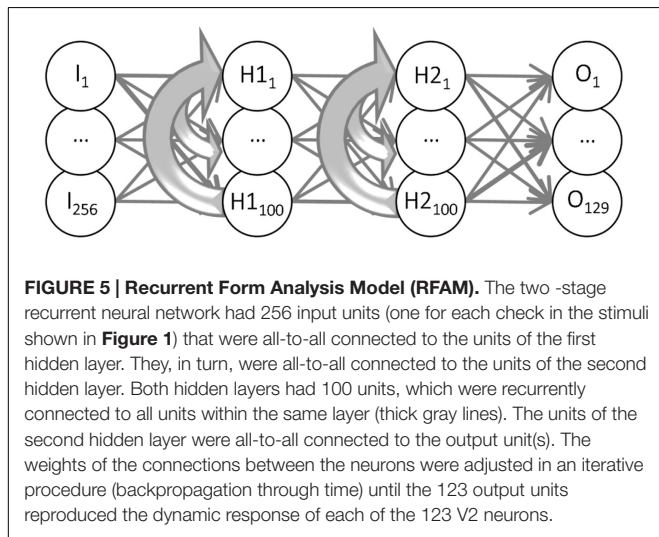 I1 H11 H21 O1
... ... ... ...
I256 H1100 H2100 O129
FIGURE 5 | Recurrent Form Analysis Model (RFAM). The two -stage
recurrent neural network had 256 input units (one for each check in the stimuli
shown in Figure 1) that were all-to-all connected to the units of the first
hidden layer. They, in turn, were all-to-all connected to the units of the second
hidden layer. Both hidden layers had 100 units, which were recurrently
connected to all units within the same layer (thick gray lines). The units of the
second hidden layer were all-to-all connected to the output unit(s). The
weights of the connections between the neurons were adjusted in an iterative
procedure (backpropagation through time) until the 123 output units
reproduced the dynamic response of each of the 123 V2 neurons.